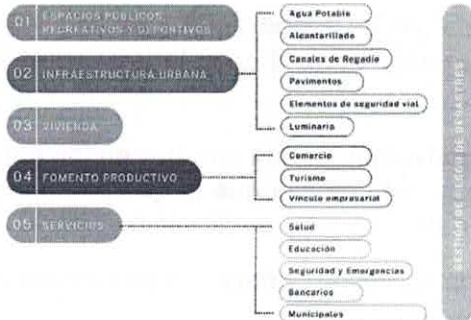 01 ESPACIOS PÚBLICOS,
RECREATIVOS Y DEPORTIVOS
02 INFRAESTRUCTURA URBANA
Agua Potable
Alcantarillado
Canales de Regadío
Pavimentos
Elementos de seguridad vial
Luminaria
03 VIVIENDA
04 FOMENTO PRODUCTIVO
Comercio
Turismo
Vínculo empresarial
05 SERVICIOS
Salud
Educación
Seguridad y Emergencias
Bancarios
Municipales
GESTIÓN DE RIESGO DE DESASTRES